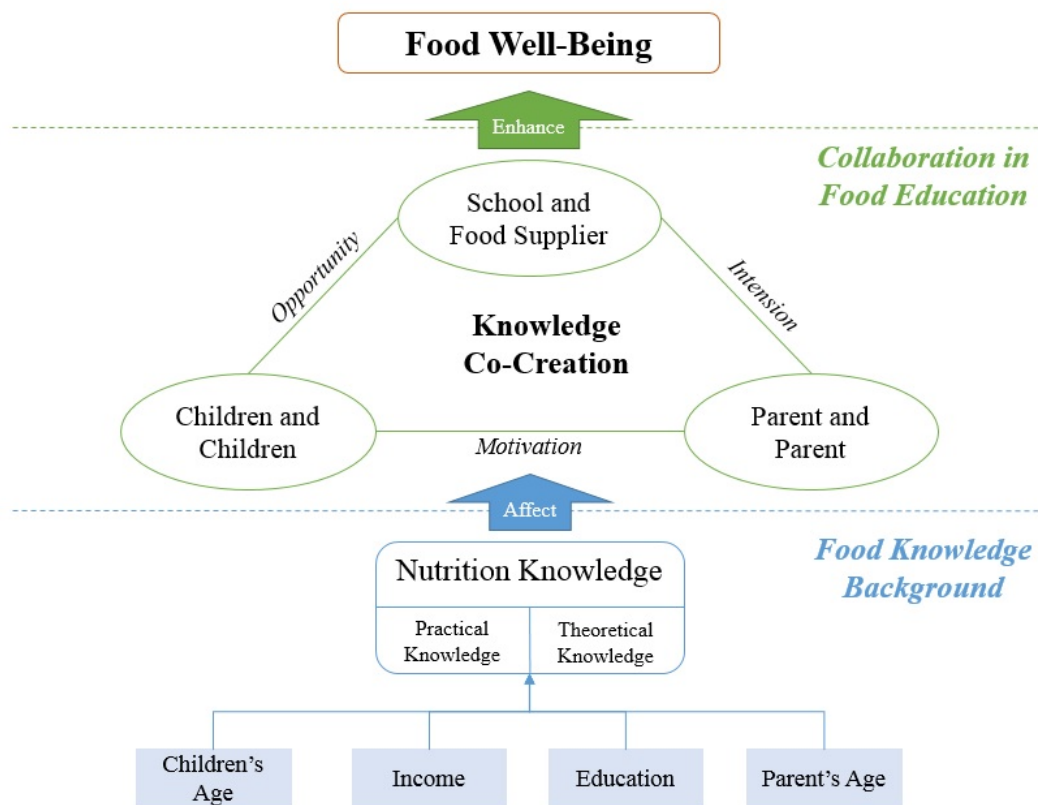 Food Well-Being
Enhance
Collaboration in
Food Education
School and
Food Supplier
Opportunity
Intension
Knowledge
Co-Creation
Children and
Children
Parent and
Parent
Motivation
Affect
Food Knowledge
Background
Nutrition Knowledge
Practical
Knowledge
Theoretical
Knowledge
Children’s
Age
Income
Education
Parent’s Age